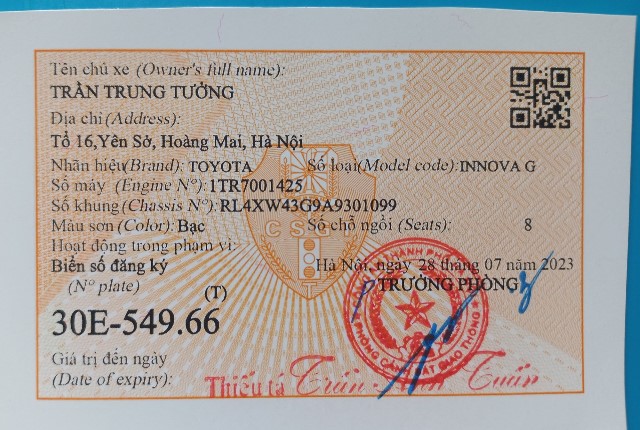 Tên chủ xe (Owner's full name):
TRẦN TRUNG TƯỞNG
Địa chỉ (Address):
Tổ 16,Yên Sở, Hoàng Mai, Hà Nội
Nhãn hiệu(Brand): TOYOTA Số loại(Model code):INNOVA G
Số máy (Engine N°):1TR7001425
Số khung(Chassis N°):RL4XW43G9A9301099
Màu sơn (Color): Bạc Số chỗ ngồi (Seats): 8
Hoạt động trong phạm vi:
Biển số đăng ký Hà Nội, ngày 28 tháng 07 năm 2023
(N° plate) TRƯỞNG PHÒNG
(T)
30E-549.66
Giá trị đến ngày
(Date of expiry):
Thiếu tá Trần Tuấn